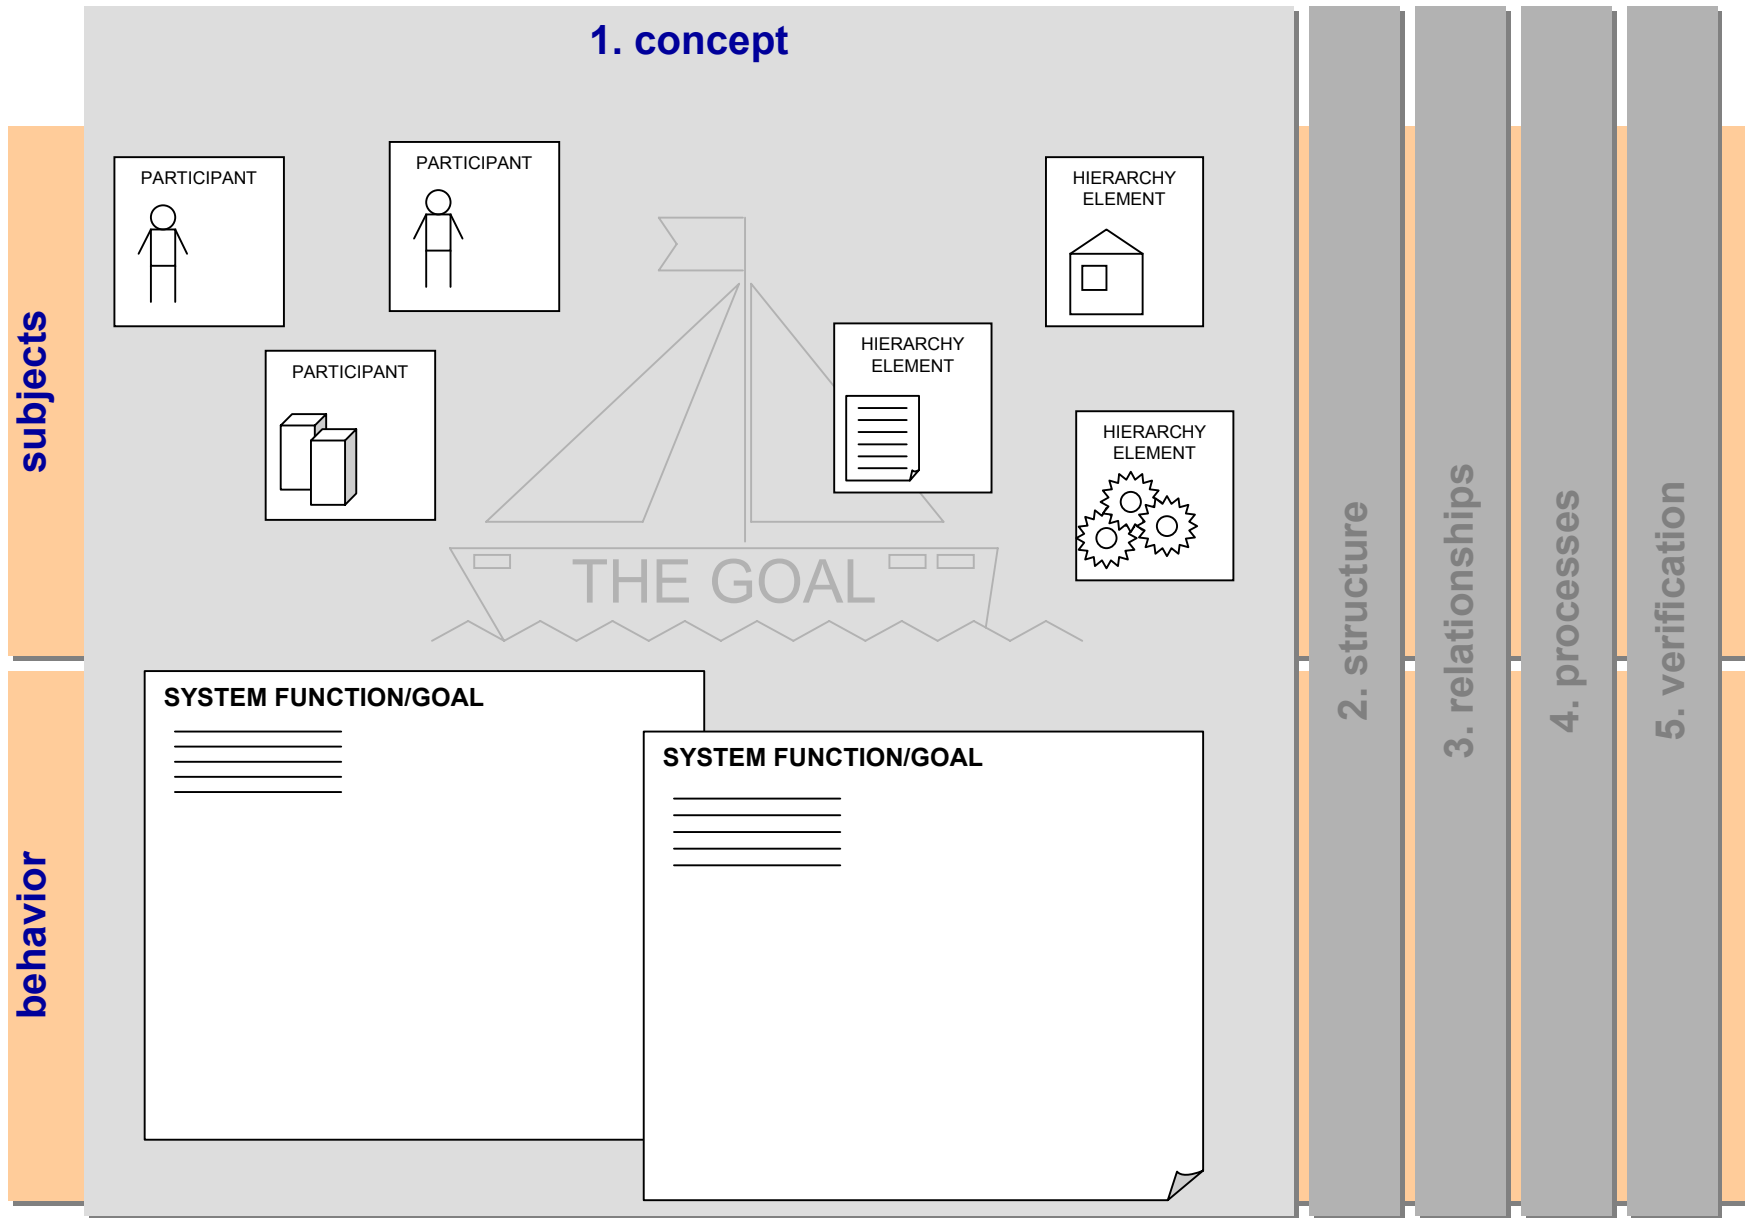 1. concept
subjects
PARTICIPANT
PARTICIPANT
PARTICIPANT
HIERARCHY
ELEMENT
HIERARCHY
ELEMENT
HIERARCHY
ELEMENT
THE GOAL
behavior
SYSTEM FUNCTION/GOAL
SYSTEM FUNCTION/GOAL
2. structure
3. relationships
4. processes
5. verification